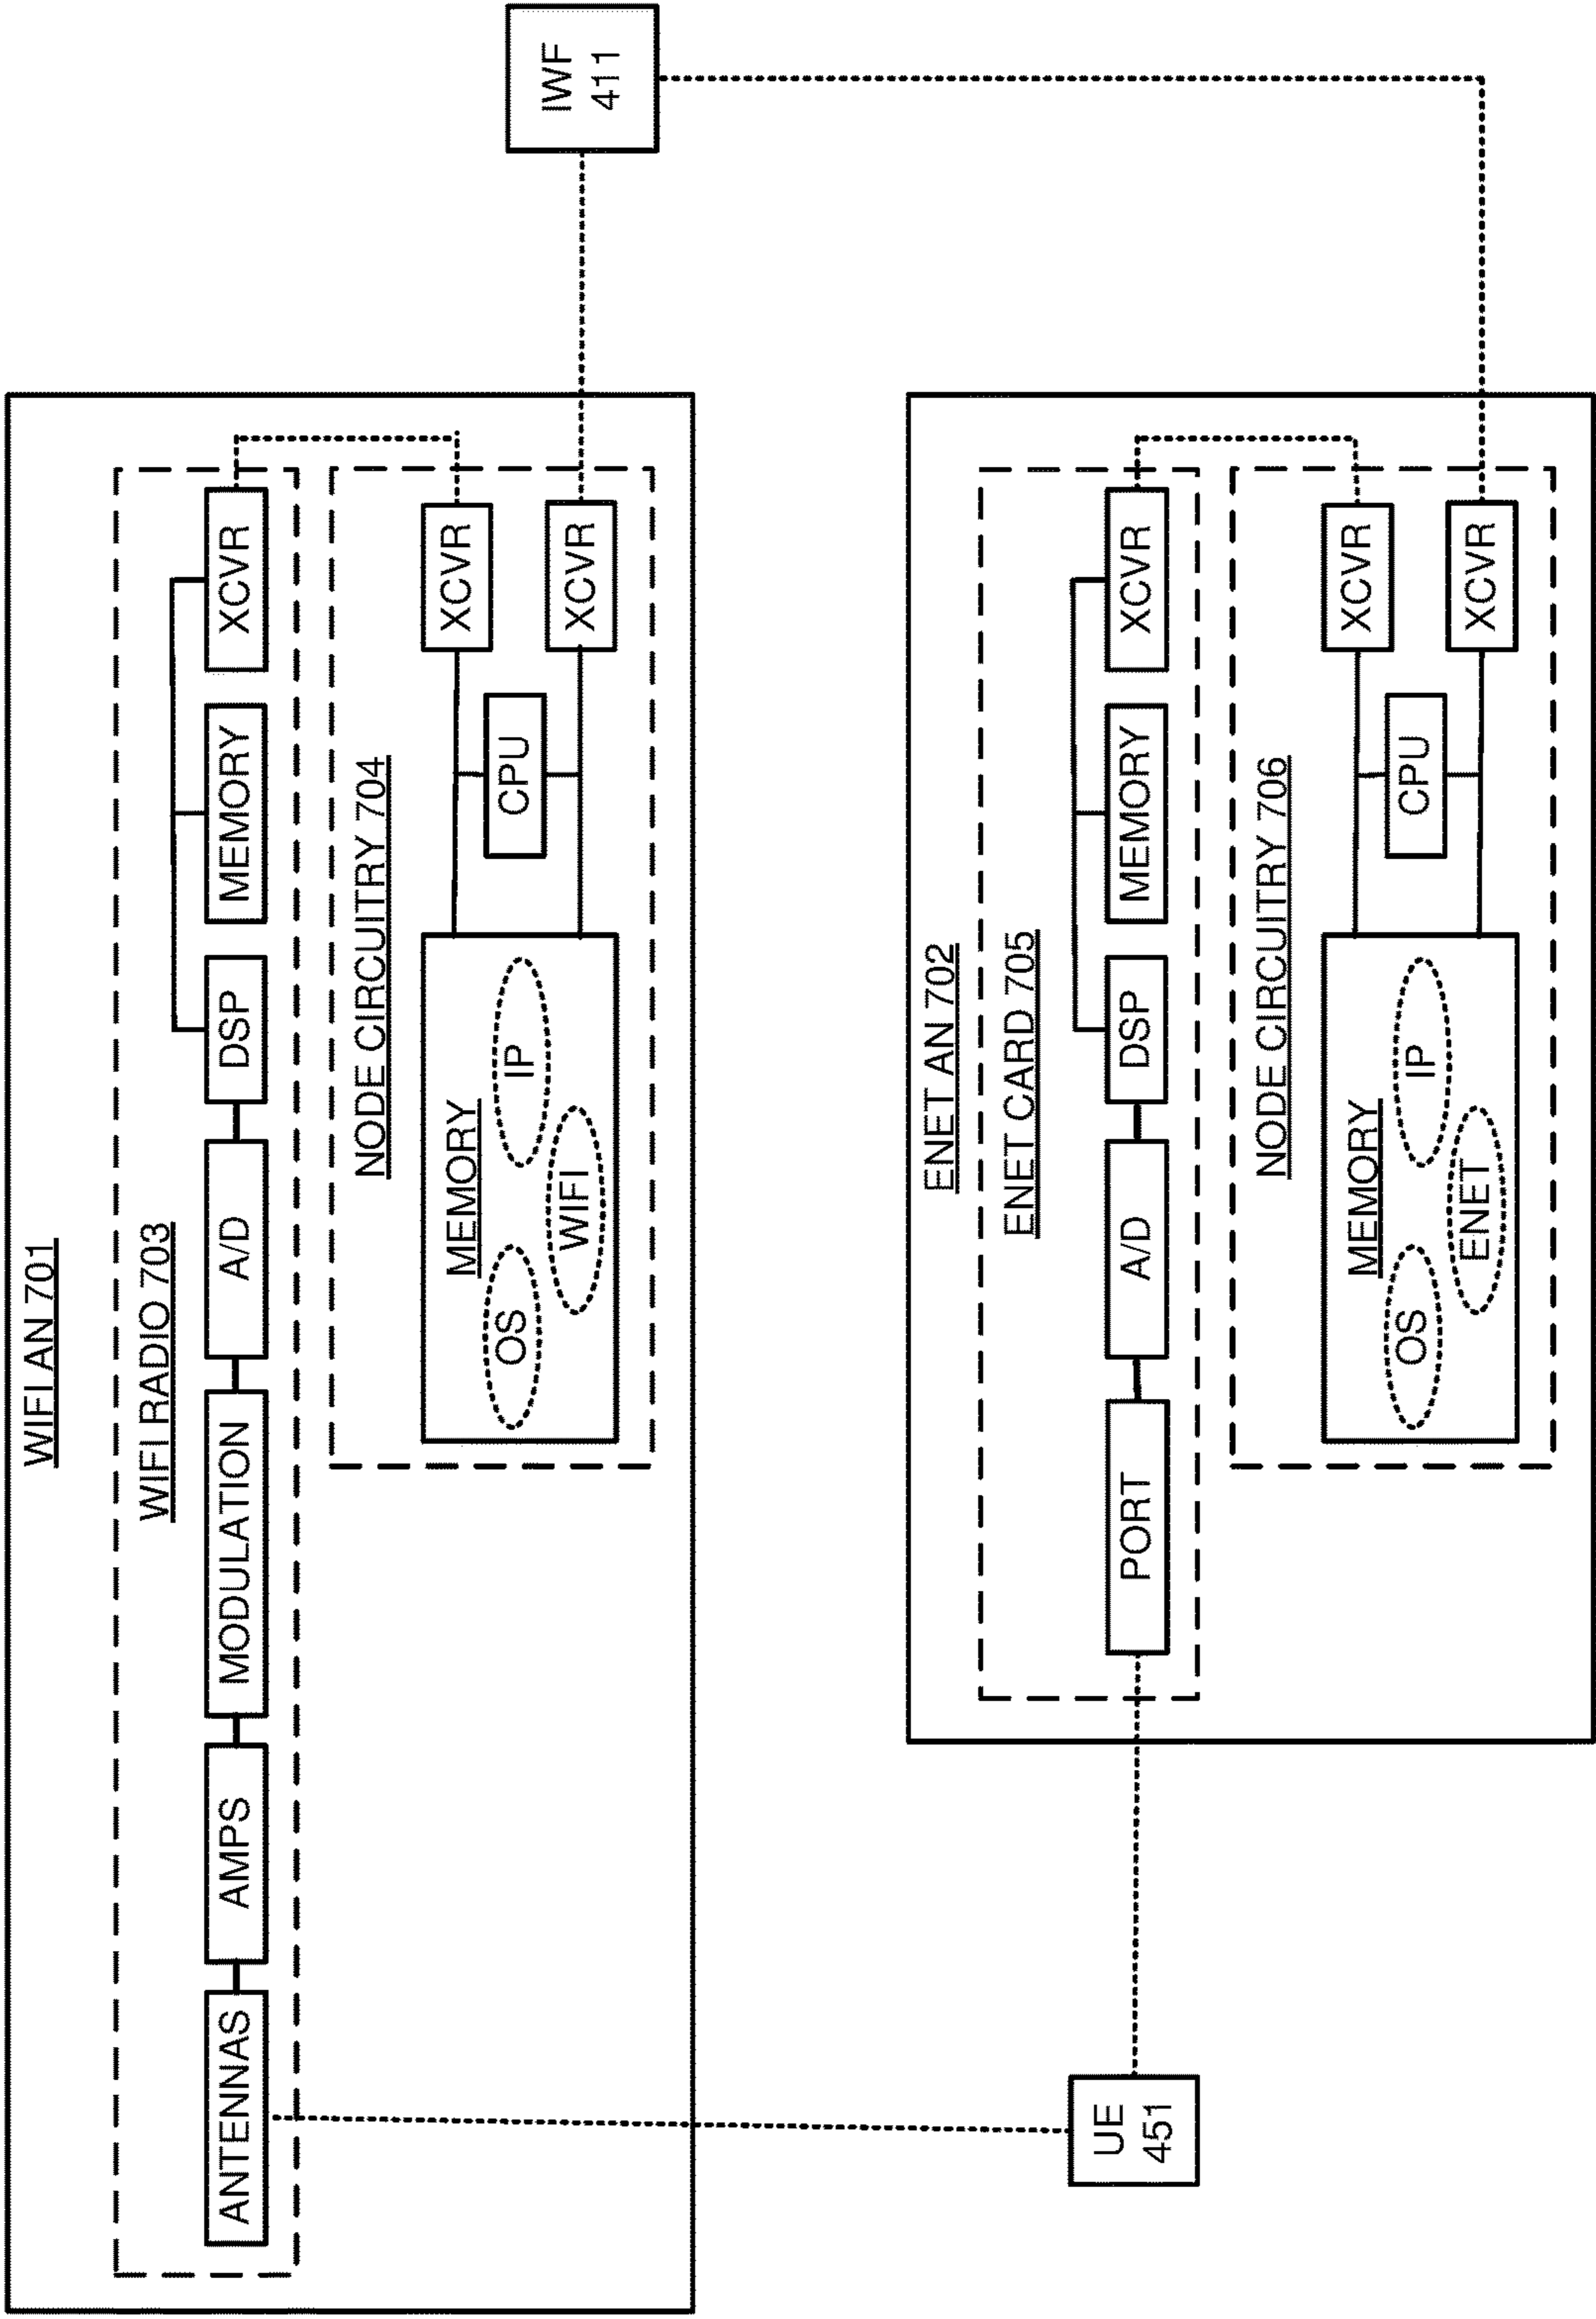 WIFI AN 701
WIFI RADIO 703
ANTENNAS
AMPS
MODULATION
A/D
DSP
MEMORY
XCVR
NODE CIRCUITRY 704
MEMORY
OS
WIFI
IP
CPU
XCVR
XCVR
IWF
411
UE
451
ENET AN 702
ENET CARD 705
PORT
A/D
DSP
MEMORY
XCVR
NODE CIRCUITRY 706
MEMORY
OS
ENET
IP
CPU
XCVR
XCVR